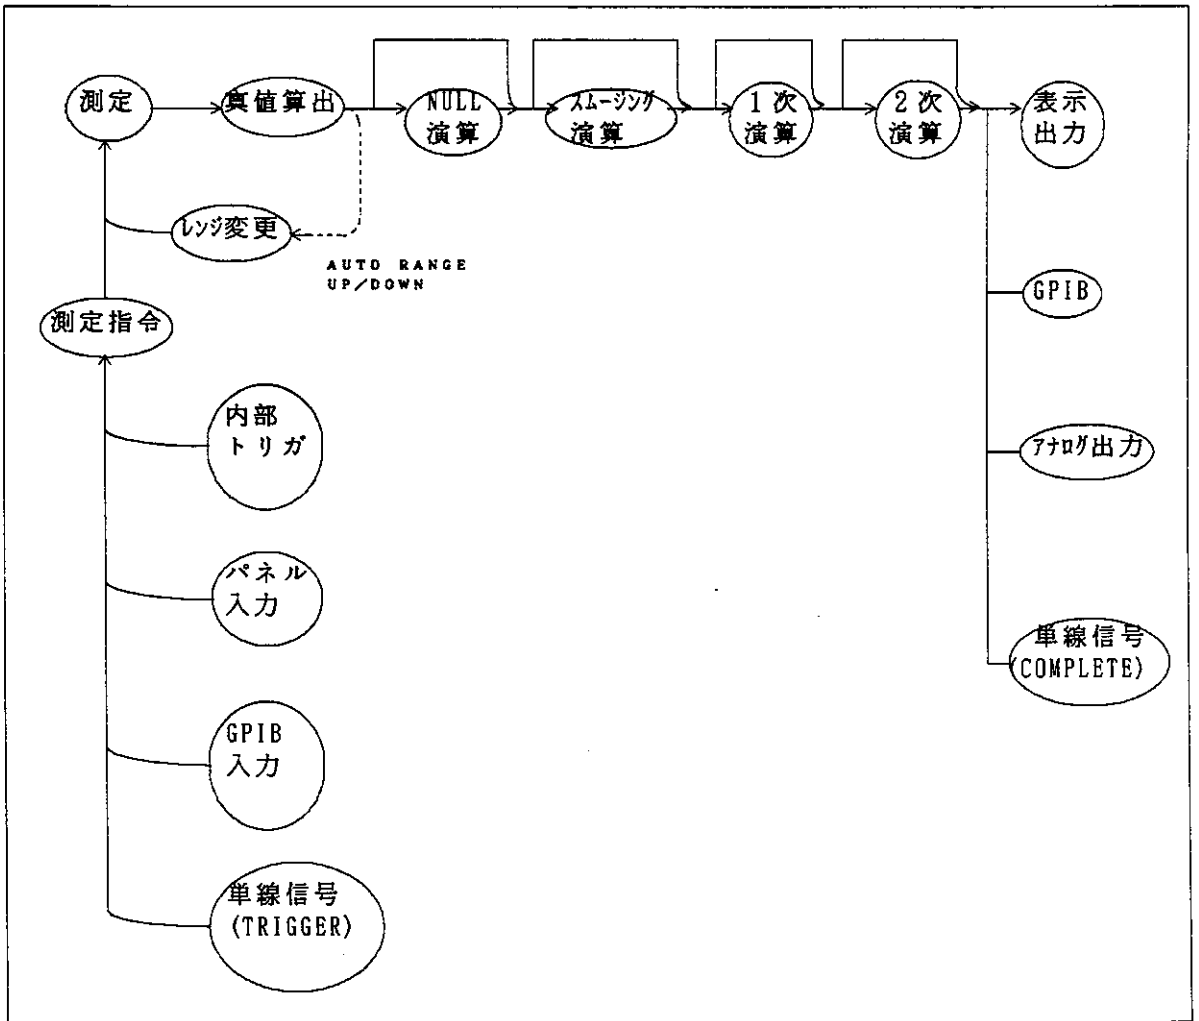 測定
真値算出
NULL
演算
スムージング
演算
1次
演算
2次
演算
表示
出力
レンジ変更
AUTO RANGE
UP/DOWN
測定指令
GPIB
内部
トリガ
アナログ出力
パネル
入力
単線信号
(COMPLETE)
GPIB
入力
単線信号
(TRIGGER)